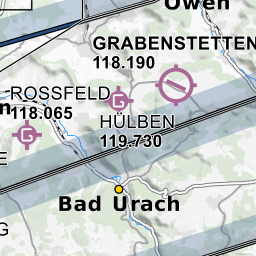 Owen
GRABENSTETTEN
118.190
ROSSFELD
118.065
HÜLBEN
119.730
Bad Urach